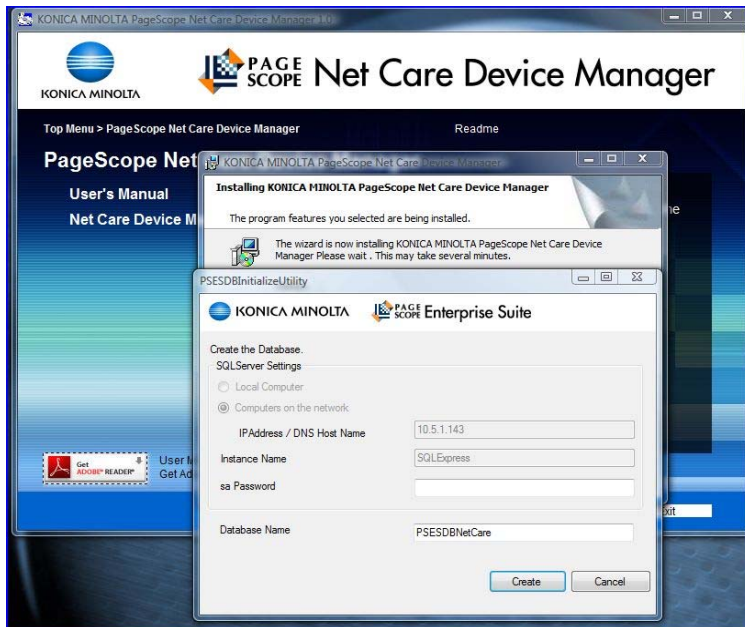 KONICA MINOLTA PageScope Net Care Device Manager 1.0
KONICA MINOLTA
PAGE SCOPE Net Care Device Manager
Top Menu > PageScope Net Care Device Manager
Readme
PageScope Net
User's Manual
Net Care Device M
KONICA MINOLTA PageScope Net Care Device Manager
Installing KONICA MINOLTA PageScope Net Care Device Manager
The program features you selected are being installed.
The wizard is now installing KONICA MINOLTA PageScope Net Care Device
Manager Please wait . This may take several minutes.
PSESDBInitializeUtility
KONICA MINOLTA
PAGE SCOPE Enterprise Suite
Create the Database.
SQLServer Settings
Local Computer
Computers on the network
IPAddress / DNS Host Name
10.5.1.143
Instance Name
SQLExpress
sa Password
Database Name
PSESDBNetCare
Create
Cancel
Get ADOBE® READER®
User M
Get Ad